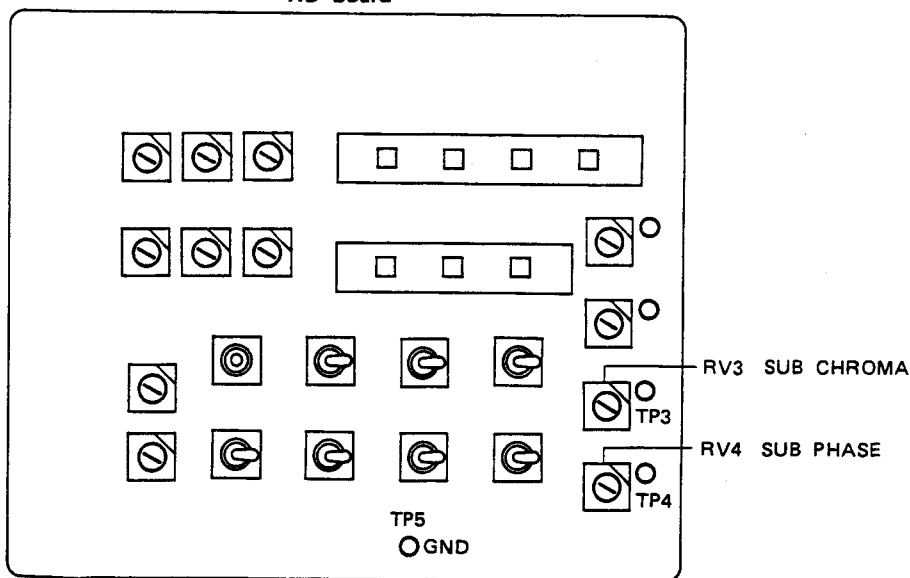 RV3 SUB CHROMA
TP3
RV4 SUB PHASE
TP4
TP5
GND